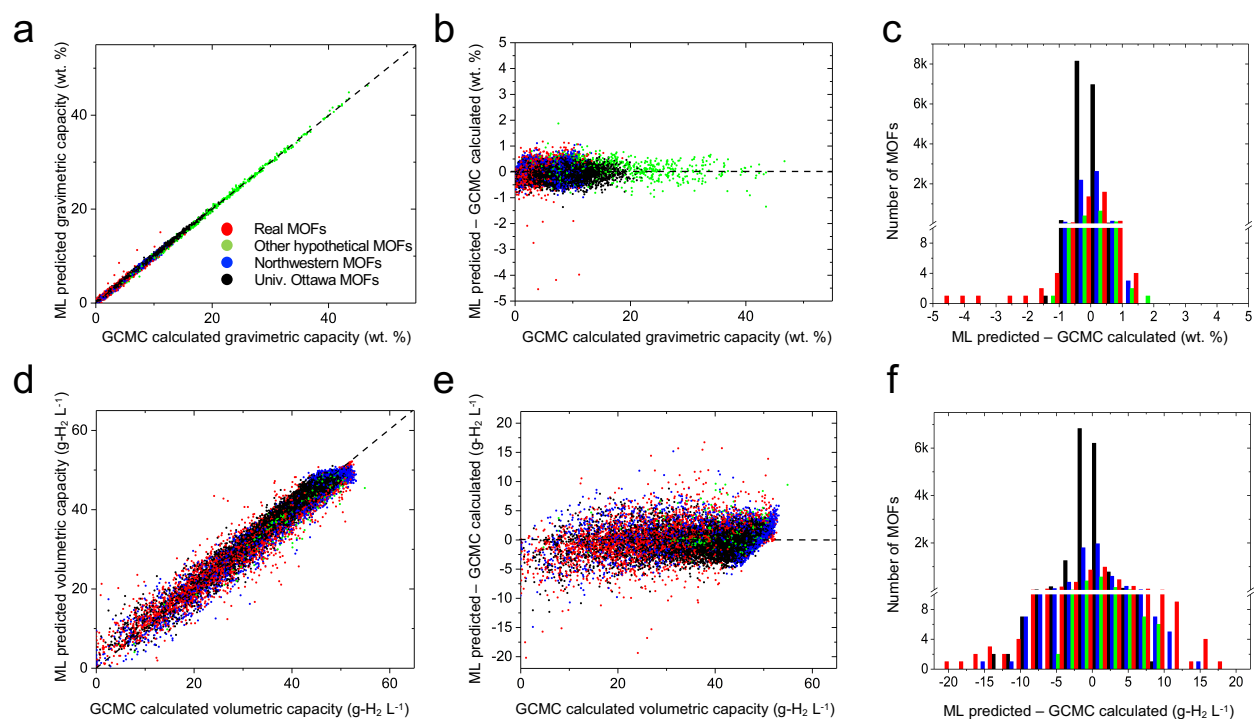 a
ML predicted gravimetric capacity (wt. %)
40
20
0
0
20
40
GCMC calculated gravimetric capacity (wt. %)
Real MOFs
Other hypothetical MOFs
Northwestern MOFs
Univ. Ottawa MOFs
b
ML predicted – GCMC calculated (wt. %)
5
4
3
2
1
0
-1
-2
-3
-4
-5
0
20
40
GCMC calculated gravimetric capacity (wt. %)
c
Number of MOFs
8k
6k
4k
2k
8
4
0
-5 -4 -3 -2 -1 0 1 2 3 4 5
ML predicted – GCMC calculated (wt. %)
d
ML predicted volumetric capacity (g-H₂ L⁻¹)
60
40
20
0
0
20
40
60
GCMC calculated volumetric capacity (g-H₂ L⁻¹)
e
ML predicted – GCMC calculated (g-H₂ L⁻¹)
20
15
10
5
0
-5
-10
-15
-20
0
20
40
60
GCMC calculated volumetric capacity (g-H₂ L⁻¹)
f
Number of MOFs
6k
4k
2k
8
4
0
-20 -15 -10 -5 0 5 10 15 20
ML predicted – GCMC calculated (g-H₂ L⁻¹)